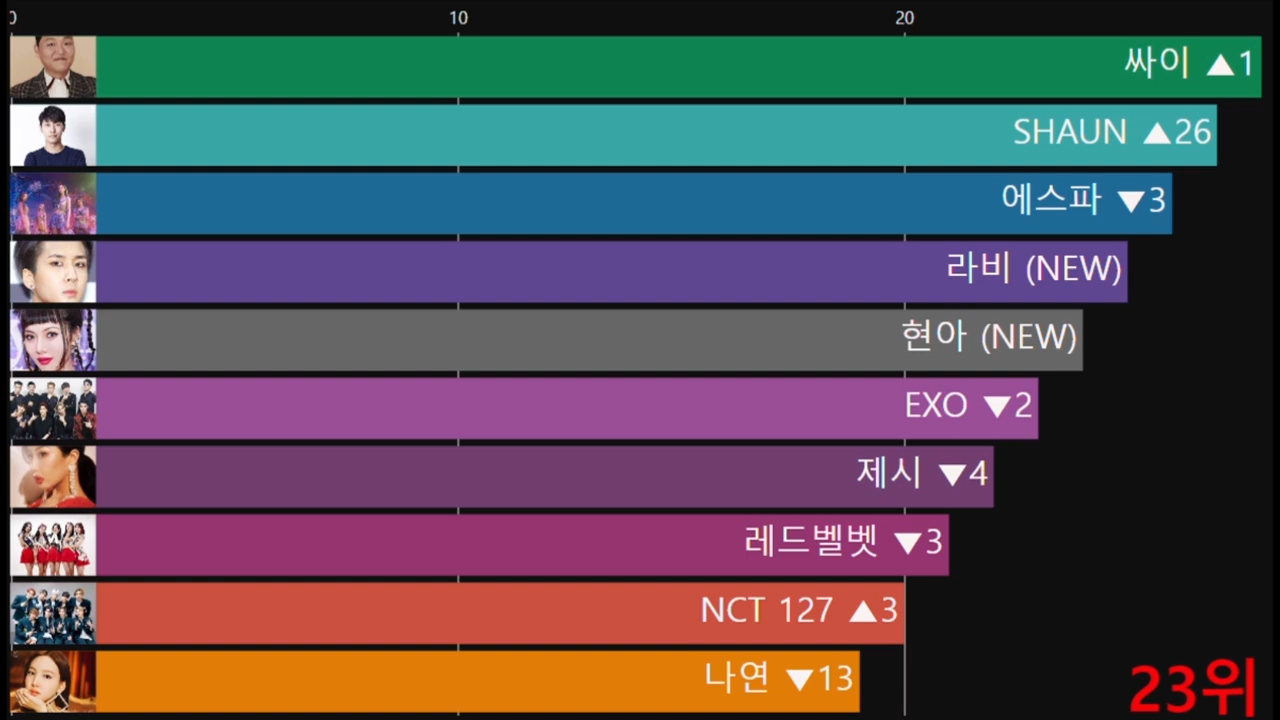 0 10 20
싸이 ▲1
SHAUN ▲26
에스파 ▼3
라비 (NEW)
현아 (NEW)
EXO ▼2
제시 ▼4
레드벨벳 ▼3
NCT 127 ▲3
나연 ▼13
23위